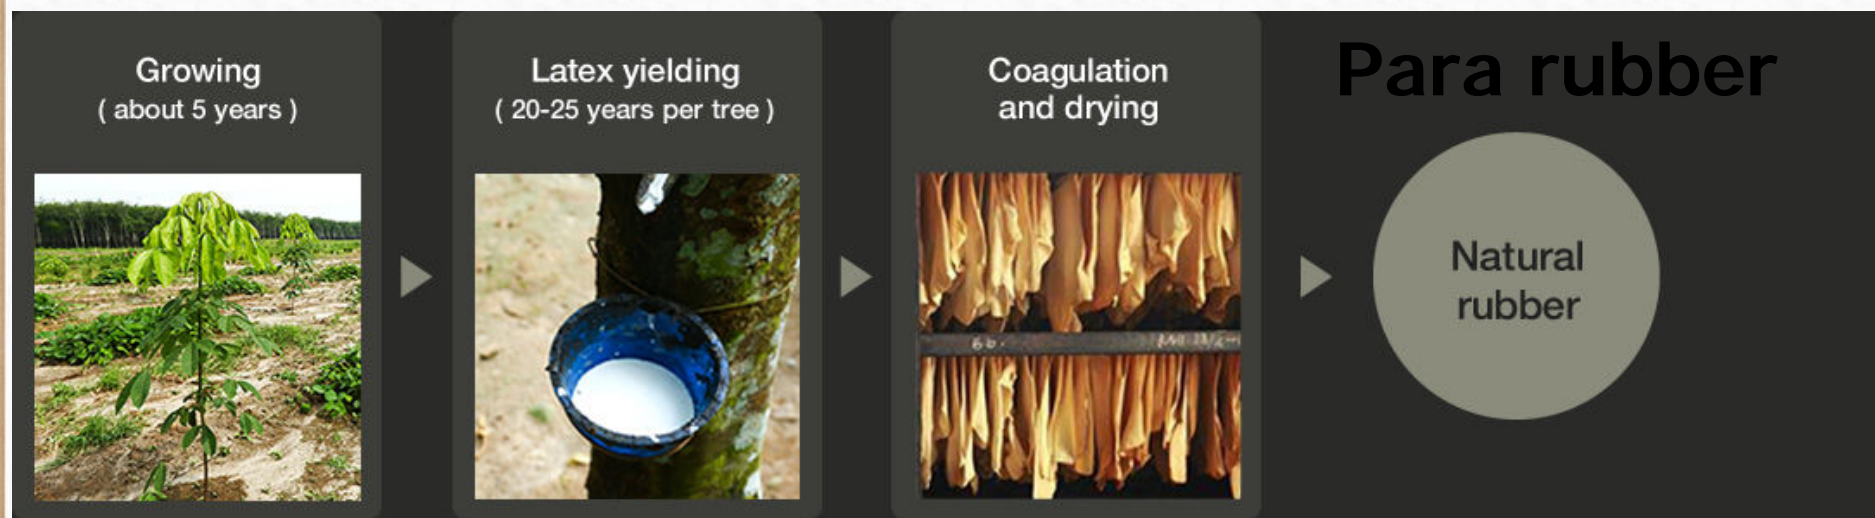 Growing
( about 5 years )
Latex yielding
( 20-25 years per tree )
Coagulation
and drying
Para rubber
Natural
rubber